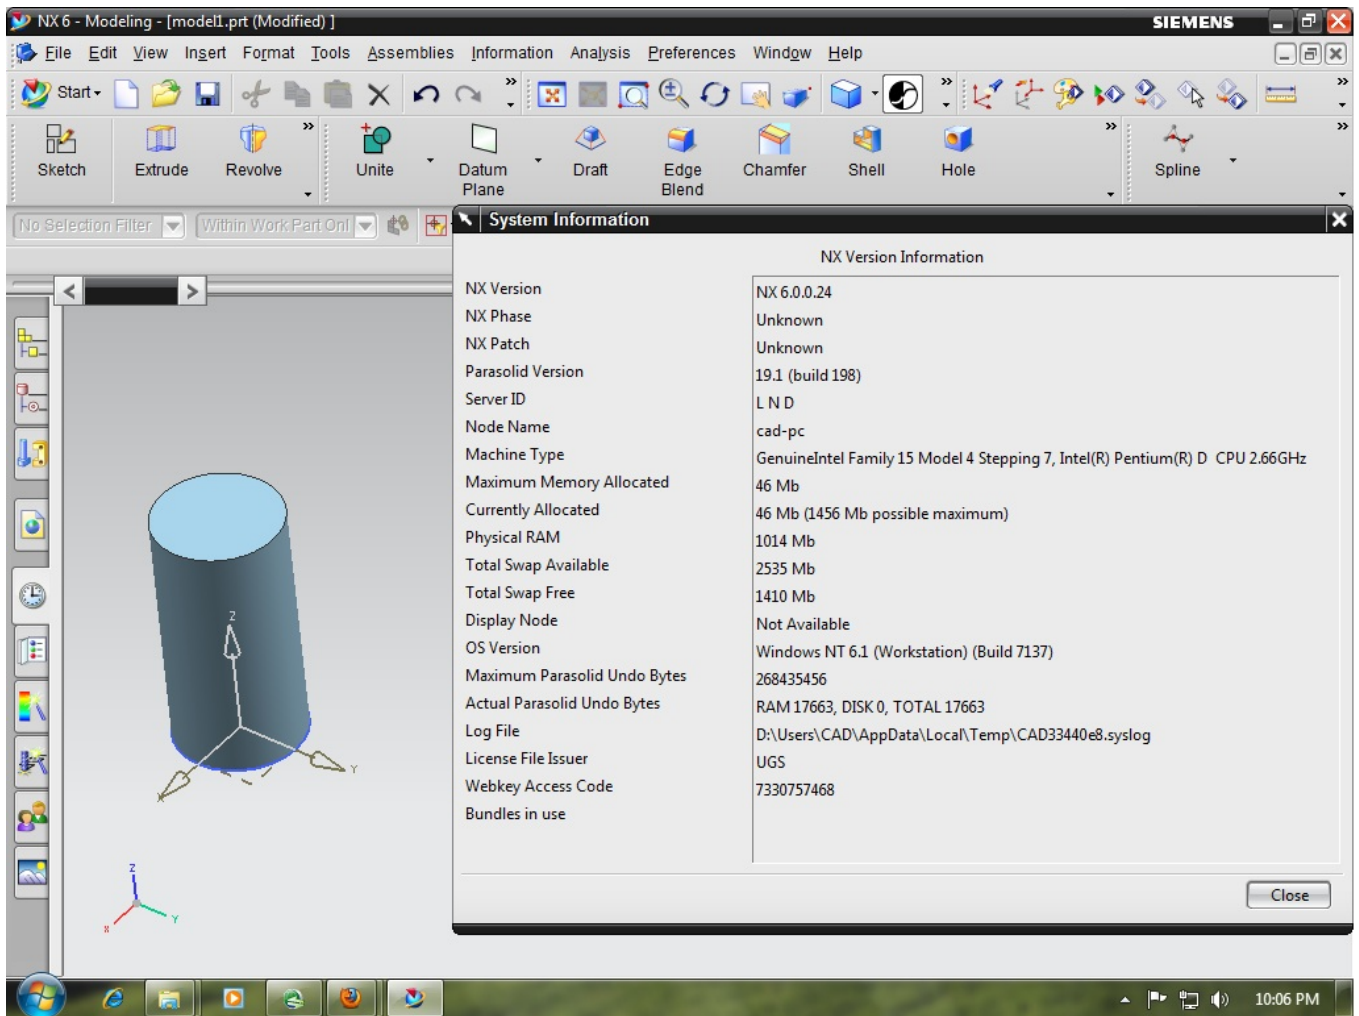 NX 6 - Modeling - [model1.prt (Modified) ]
SIEMENS
File Edit View Insert Format Tools Assemblies Information Analysis Preferences Window Help
Start
Sketch Extrude Revolve Unite Datum Plane Draft Edge Blend Chamfer Shell Hole Spline
No Selection Filter Within Work Part Onl
System Information
NX Version Information
NX Version NX 6.0.0.24
NX Phase Unknown
NX Patch Unknown
Parasolid Version 19.1 (build 198)
Server ID L N D
Node Name cad-pc
Machine Type GenuineIntel Family 15 Model 4 Stepping 7, Intel(R) Pentium(R) D CPU 2.66GHz
Maximum Memory Allocated 46 Mb
Currently Allocated 46 Mb (1456 Mb possible maximum)
Physical RAM 1014 Mb
Total Swap Available 2535 Mb
Total Swap Free 1410 Mb
Display Node Not Available
OS Version Windows NT 6.1 (Workstation) (Build 7137)
Maximum Parasolid Undo Bytes 268435456
Actual Parasolid Undo Bytes RAM 17663, DISK 0, TOTAL 17663
Log File D:\Users\CAD\AppData\Local\Temp\CAD33440e8.syslog
License File Issuer UGS
Webkey Access Code 7330757468
Bundles in use
Close
Z
Y
X
Z
Y
X
10:06 PM